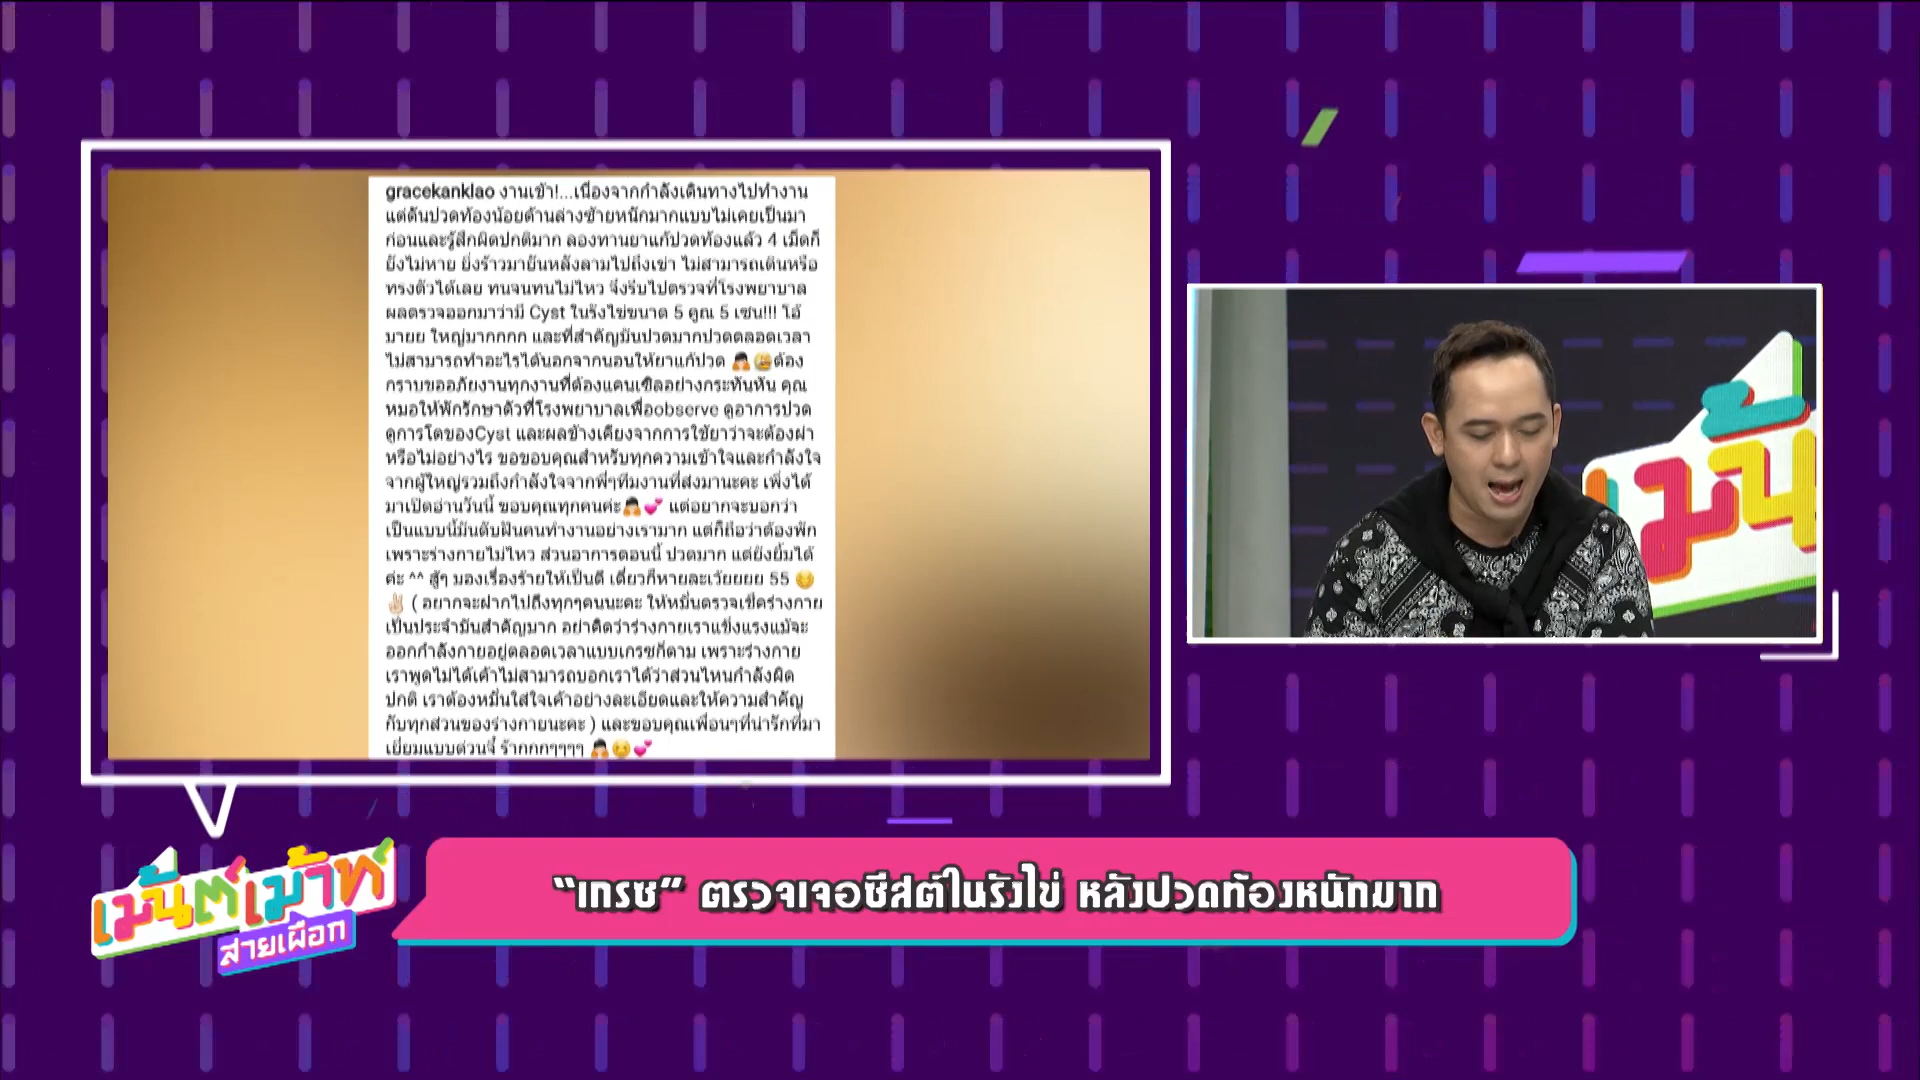 gracekanklao งานเข้า!...เนื่องจากกำลังเดินทางไปทำงาน
แต่ดันปวดท้องน้อยด้านล่างซ้ายหนักมากแบบไม่เคยเป็นมา
ก่อนและรู้สึกผิดปกติมาก ลองทานยาแก้ปวดท้องแล้ว 4 เม็ดก็
ยังไม่หาย ยิ่งร้าวมายันหลังลามไปถึงเข่า ไม่สามารถเดินหรือ
ทรงตัวได้เลย ทนจนทนไม่ไหว จึงรีบไปตรวจที่โรงพยาบาล
ผลตรวจออกมาว่ามี Cyst ในรังไข่ขนาด 5 คูณ 5 เซน!!! โอ้
มายย ใหญ่มากกกก และที่สำคัญมันปวดมากปวดตลอดเวลา
ไม่สามารถทำอะไรได้นอกจากนอนให้ยาแก้ปวด 🙏🏻😂ต้อง
กราบขออภัยงานทุกงานที่ต้องแคนเซิลอย่างกระทันหัน คุณ
หมอให้พักรักษาตัวที่โรงพยาบาลเพื่อobserve ดูอาการปวด
ดูการโตของCyst และผลข้างเคียงจากการใช้ยาว่าจะต้องผ่า
หรือไม่อย่างไร ขอขอบคุณสำหรับทุกความเข้าใจและกำลังใจ
จากผู้ใหญ่รวมถึงกำลังใจจากพี่ๆทีมงานที่ส่งมานะคะ เพิ่งได้
มาเปิดอ่านวันนี้ ขอบคุณทุกคนค่ะ🙏🏻💕 แต่อยากจะบอกว่า
เป็นแบบนี้มันดับฝันคนทำงานอย่างเรามาก แต่ก็ถือว่าต้องพัก
เพราะร่างกายไม่ไหว ส่วนอาการตอนนี้ ปวดมาก แต่ยังยิ้มได้
ค่ะ ^^ สู้ๆ มองเรื่องร้ายให้เป็นดี เดี๋ยวก็หายละเว้ยยยย 55 😊
✌🏻 ( อยากจะฝากไปถึงทุกๆคนนะคะ ให้หมั่นตรวจเช็คร่างกาย
เป็นประจำมันสำคัญมาก อย่าคิดว่าร่างกายเราแข็งแรงแม้จะ
ออกกำลังกายอยู่ตลอดเวลาแบบเกรซก็ตาม เพราะร่างกาย
เราพูดไม่ได้เค้าไม่สามารถบอกเราได้ว่าส่วนไหนกำลังผิด
ปกติ เราต้องหมั่นใส่ใจเค้าอย่างละเอียดและให้ความสำคัญ
กับทุกส่วนของร่างกายนะคะ ) และขอบคุณเพื่อนๆที่น่ารักที่มา
เยี่ยมแบบด่วนจี๋ ร้ากกกๆๆๆๆ 🙏🏻😊💕
เม้นต์
เม้นต์เม้าท์
สายเผือก
"เกรซ" ตรวจเจอซีสต์ในรังไข่ หลังปวดท้องหนักมาก